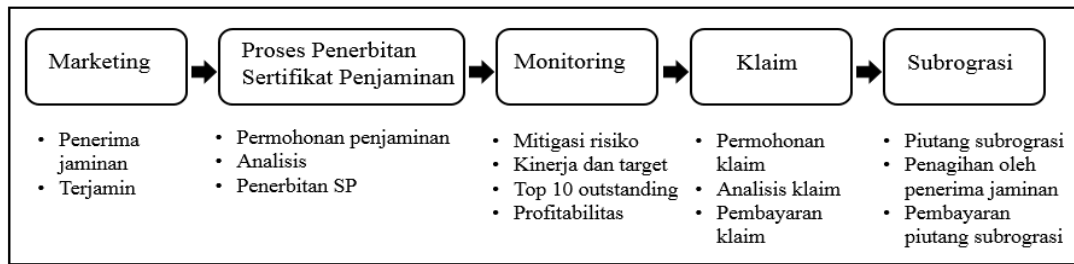 Marketing
Proses Penerbitan
Sertifikat Penjaminan
Monitoring
Klaim
Subrograsi
• Penerima
jaminan
• Terjamin
• Permohonan penjaminan
• Analisis
• Penerbitan SP
• Mitigasi risiko
• Kinerja dan target
• Top 10 outstanding
• Profitabilitas
• Permohonan
klaim
• Analisis klaim
• Pembayaran
klaim
• Piutang subrograsi
• Penagihan oleh
penerima jaminan
• Pembayaran
piutang subrograsi